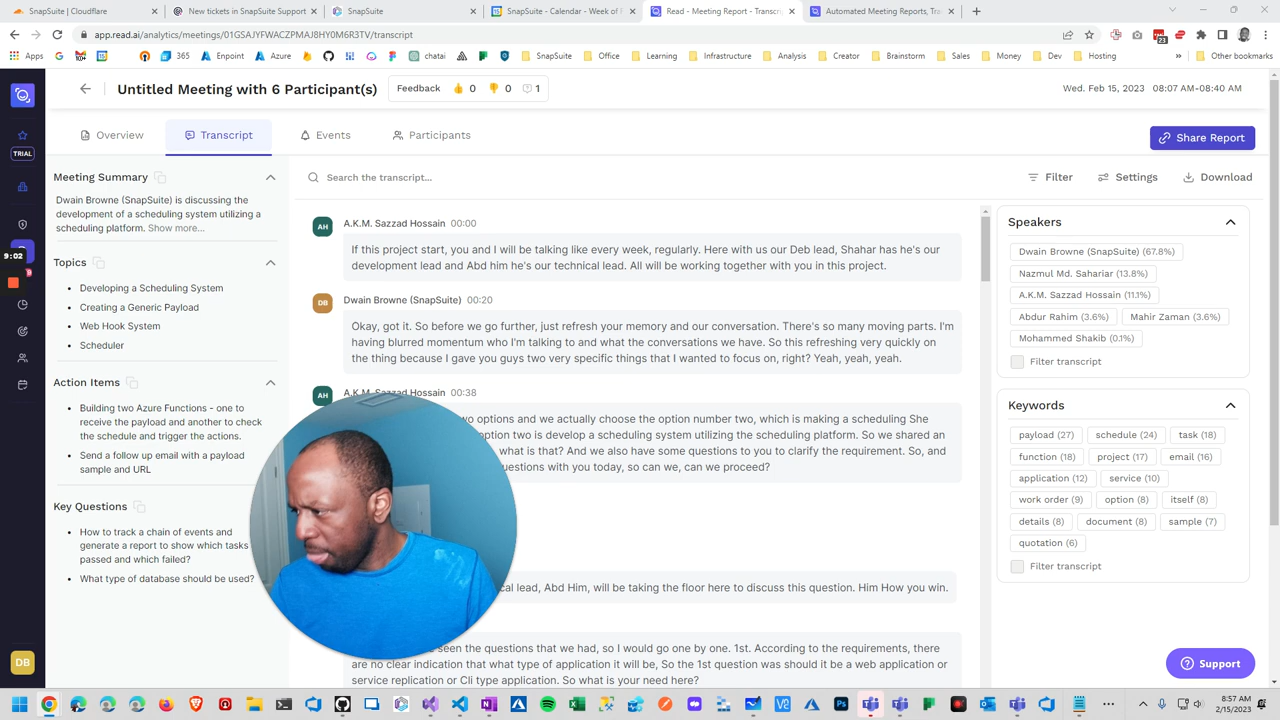 SnapSuite | Cloudflare
New tickets in SnapSuite Support
SnapSuite
SnapSuite - Calendar - Week of F
Read - Meeting Report - Transcri
Automated Meeting Reports, Tra
app.read.ai/analytics/meetings/01GSAJYFWACZPMAJ8HY0M6R3TV/transcript
23
Apps
365
Enpoint
Azure
chatai
SnapSuite
Office
Learning
Infrastructure
Analysis
Creator
Brainstorm
Sales
Money
Dev
Hosting
Other bookmarks
TRIAL
9:02
DB
Untitled Meeting with 6 Participant(s)
Feedback 0 0 1
Wed. Feb 15, 2023 08:07 AM-08:40 AM
Overview
Transcript
Events
Participants
Share Report
Meeting Summary
Dwain Browne (SnapSuite) is discussing the
development of a scheduling system utilizing a
scheduling platform. Show more...
Topics
Developing a Scheduling System
Creating a Generic Payload
Web Hook System
Scheduler
Action Items
Building two Azure Functions - one to
receive the payload and another to check
the schedule and trigger the actions.
Send a follow up email with a payload
sample and URL
Key Questions
How to track a chain of events and
generate a report to show which tasks
passed and which failed?
What type of database should be used?
Search the transcript...
Filter
Settings
Download
AH
A.K.M. Sazzad Hossain 00:00
If this project start, you and I will be talking like every week, regularly. Here with us our Deb lead, Shahar has he's our
development lead and Abd him he's our technical lead. All will be working together with you in this project.
DB
Dwain Browne (SnapSuite) 00:20
Okay, got it. So before we go further, just refresh your memory and our conversation. There's so many moving parts. I'm
having blurred momentum who I'm talking to and what the conversations we have. So this refreshing very quickly on
the thing because I gave you guys two very specific things that I wanted to focus on, right? Yeah, yeah, yeah.
AH
A.K.M. Sazzad Hossain 00:38
wo options and we actually choose the option number two, which is making a scheduling She
ption two is develop a scheduling system utilizing the scheduling platform. So we shared an
what is that? And we also have some questions to you to clarify the requirement. So, and
uestions with you today, so can we, can we proceed?
cal lead, Abd Him, will be taking the floor here to discuss this question. Him How you win.
seen the questions that we had, so I would go one by one. 1st. According to the requirements, there
are no clear indication that what type of application it will be, So the 1st question was should it be a web application or
service replication or Cli type application. So what is your need here?
Speakers
Dwain Browne (SnapSuite) (67.8%)
Nazmul Md. Sahariar (13.8%)
A.K.M. Sazzad Hossain (11.1%)
Abdur Rahim (3.6%)
Mahir Zaman (3.6%)
Mohammed Shakib (0.1%)
Filter transcript
Keywords
payload (27)
schedule (24)
task (18)
function (18)
project (17)
email (16)
application (12)
service (10)
work order (9)
option (8)
itself (8)
details (8)
document (8)
sample (7)
quotation (6)
Filter transcript
Support
8:57 AM
2/15/2023